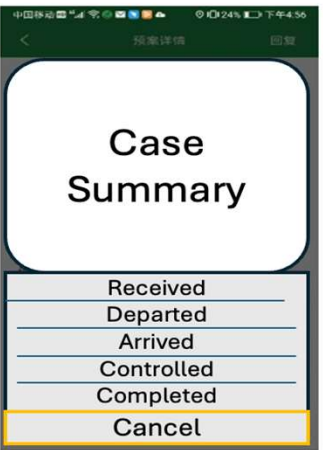 中国移动 24% 下午4:56
预案详情 回复
Case
Summary
Received
Departed
Arrived
Controlled
Completed
Cancel